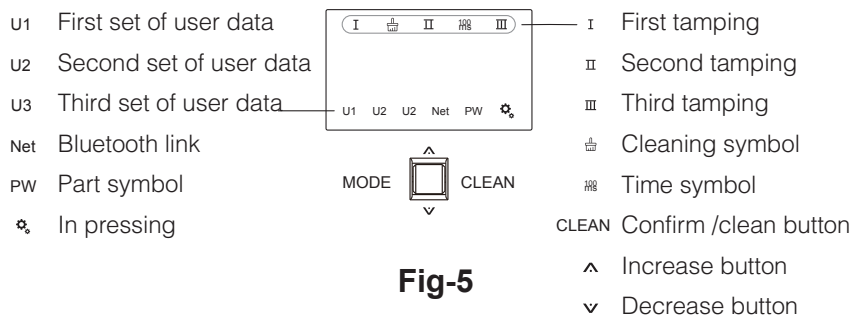 U1 First set of user data
U2 Second set of user data
U3 Third set of user data
Net Bluetooth link
PW Part symbol
In pressing
I II III
U1 U2 U2 Net PW
MODE CLEAN
Fig-5
I First tamping
II Second tamping
III Third tamping
Cleaning symbol
Time symbol
CLEAN Confirm /clean button
Increase button
Decrease button